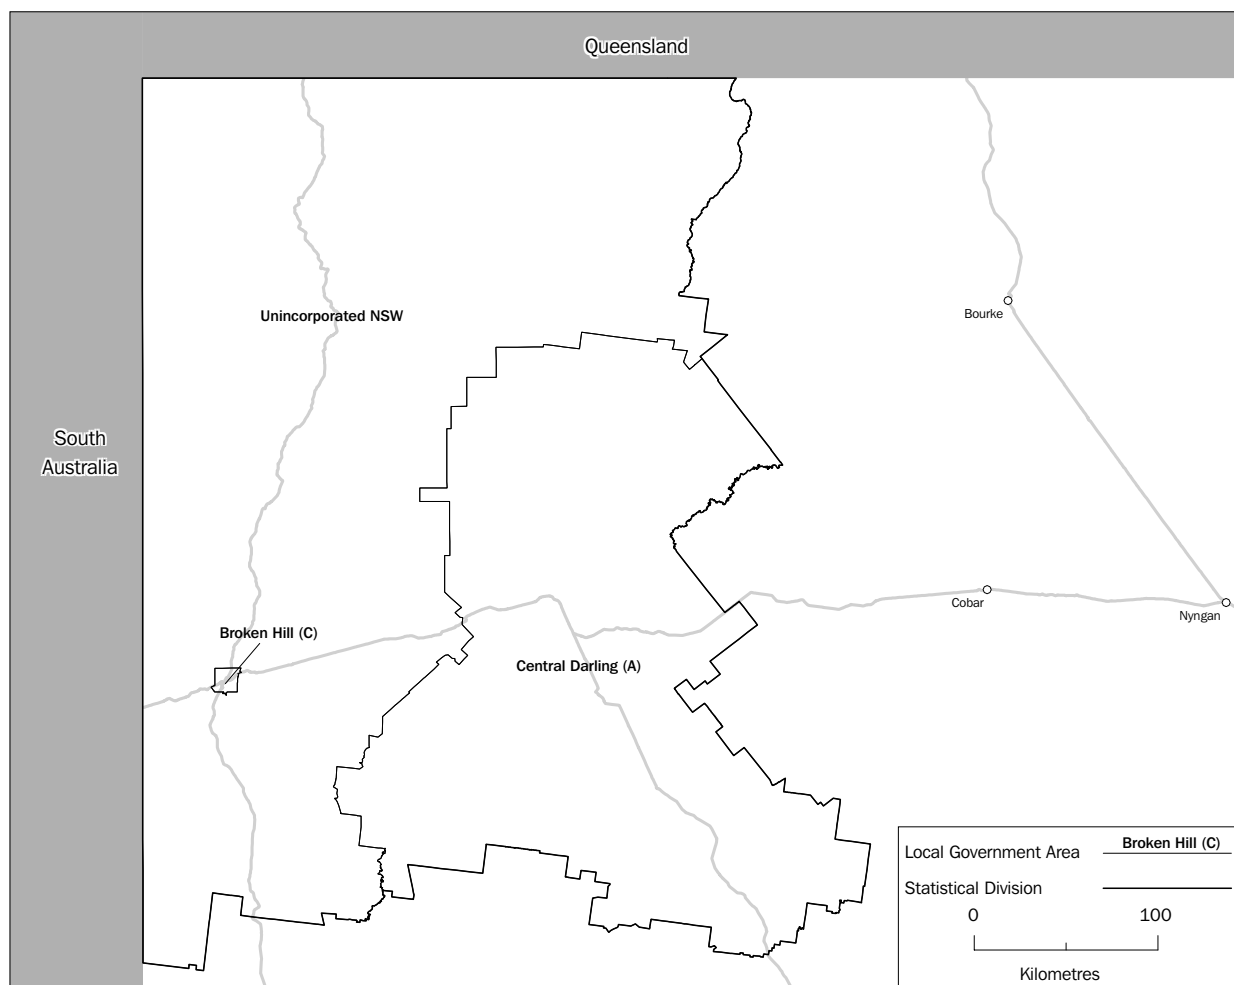 Queensland
Unincorporated NSW
Bourke
South
Australia
Cobar
Nyngan
Broken Hill (C)
Central Darling (A)
Local Government Area
Broken Hill (C)
Statistical Division
0
100
Kilometres